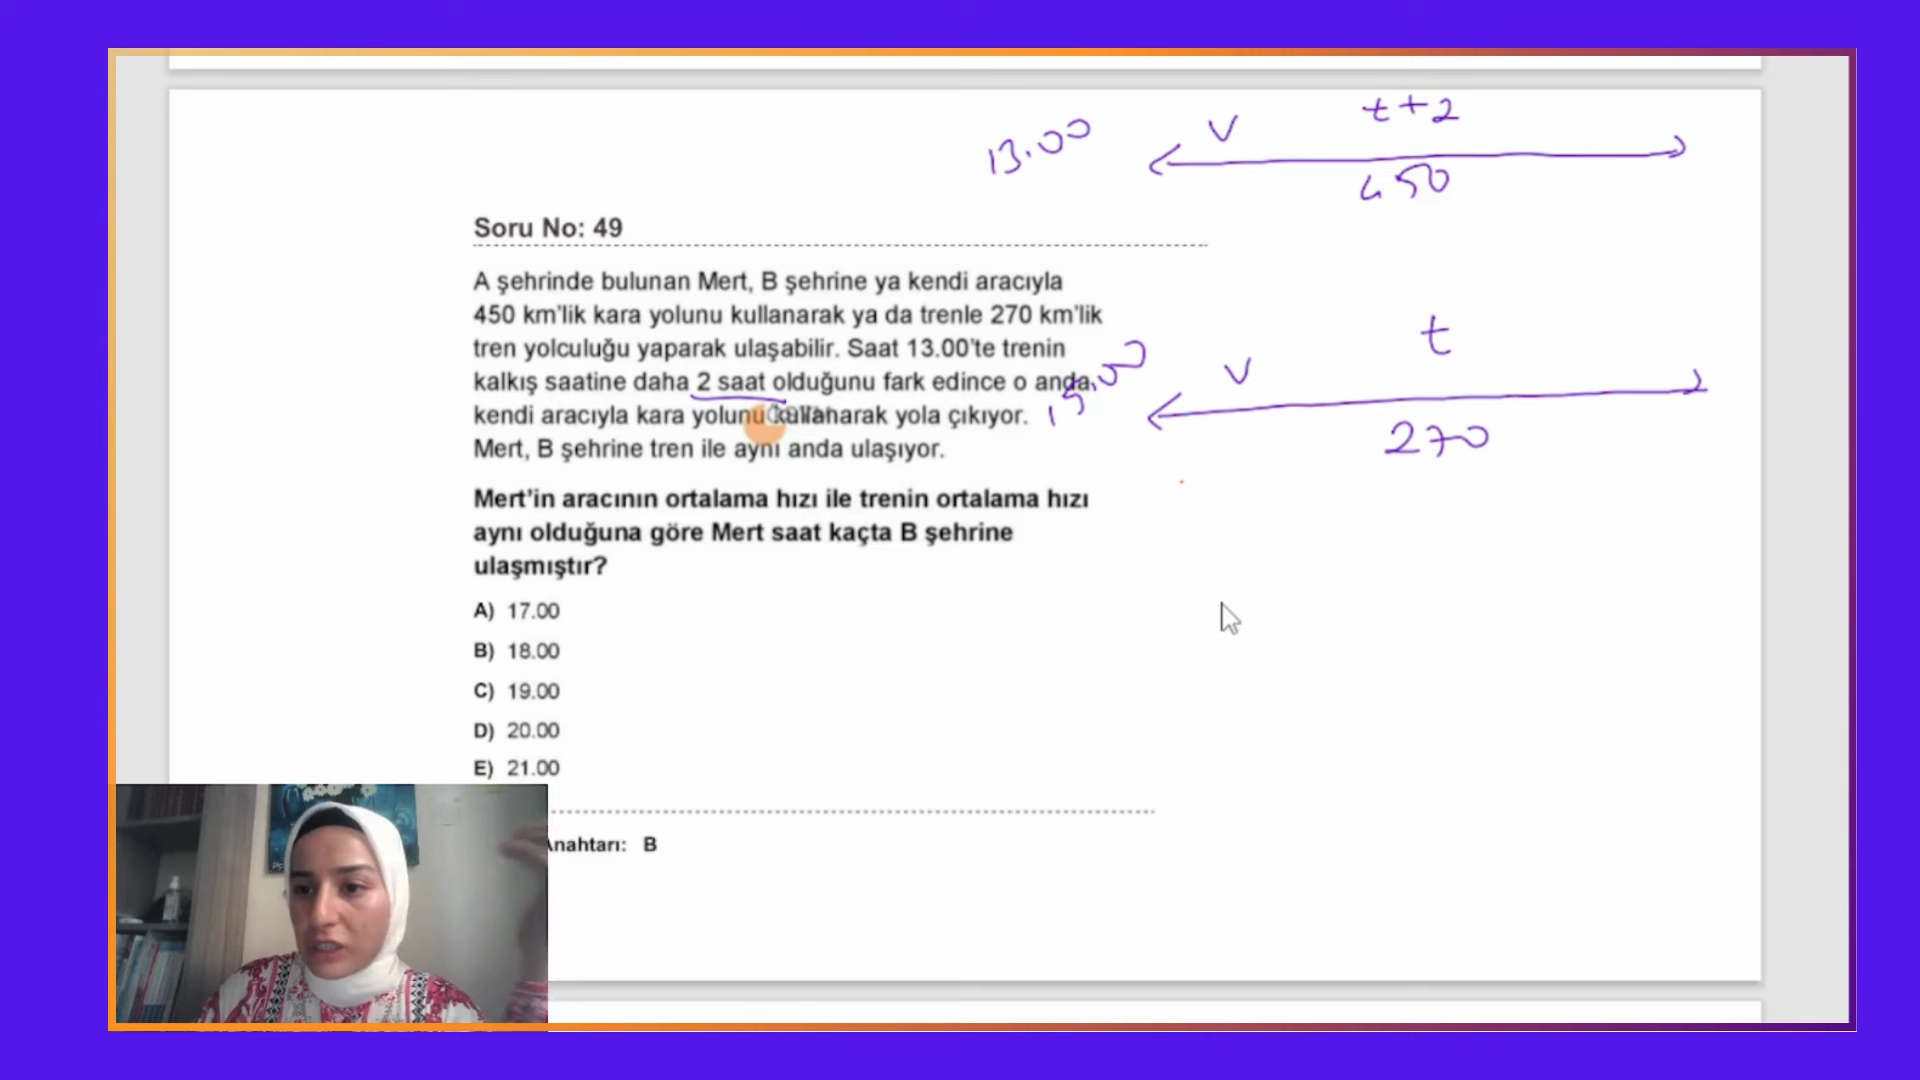 13.00
V
t+2
450
Soru No: 49
A şehrinde bulunan Mert, B şehrine ya kendi aracıyla
450 km'lik kara yolunu kullanarak ya da trenle 270 km'lik
tren yolculuğu yaparak ulaşabilir. Saat 13.00'te trenin
kalkış saatine daha 2 saat olduğunu fark edince o anda
kendi aracıyla kara yolunu kullanarak yola çıkıyor.
Mert, B şehrine tren ile aynı anda ulaşıyor.
15.00
V
t
270
Mert'in aracının ortalama hızı ile trenin ortalama hızı
aynı olduğuna göre Mert saat kaçta B şehrine
ulaşmıştır?
A) 17.00
B) 18.00
C) 19.00
D) 20.00
E) 21.00
Anahtarı: B